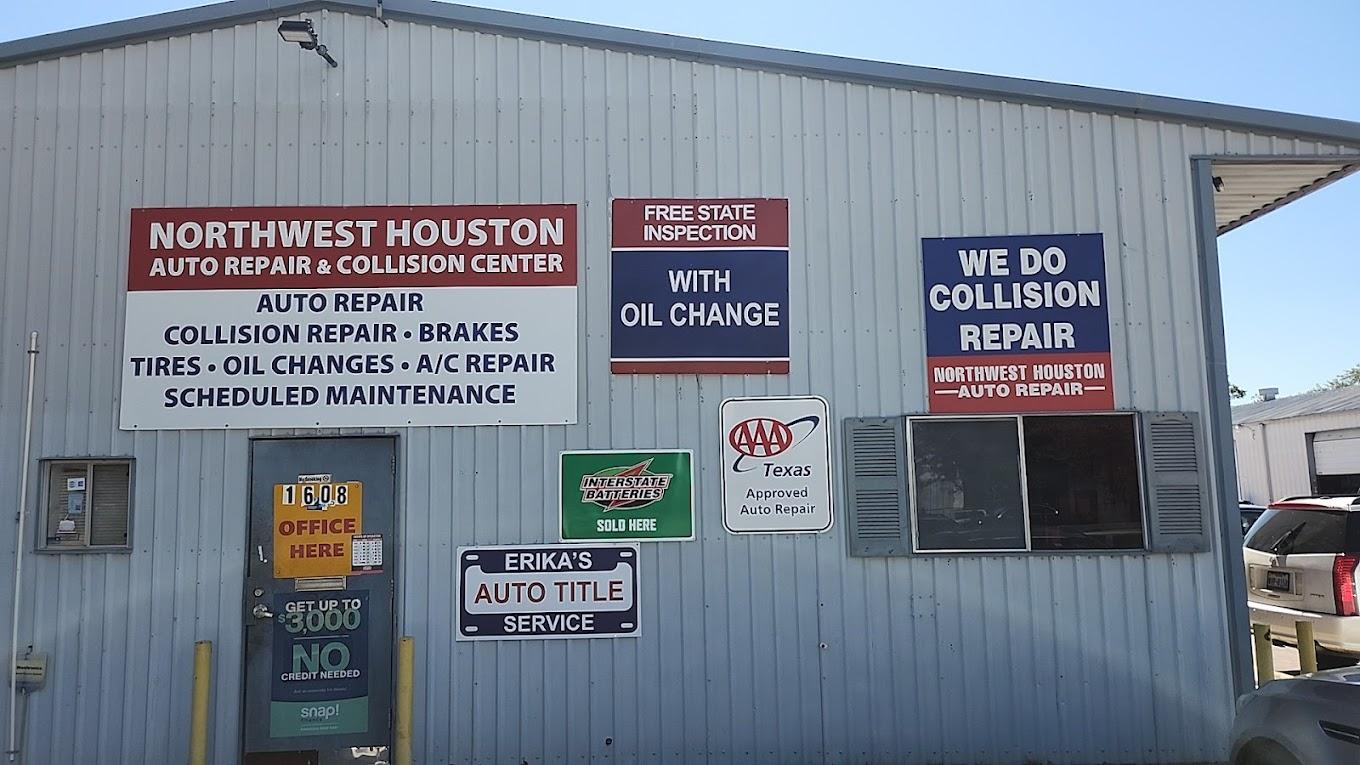 NORTHWEST HOUSTON
AUTO REPAIR & COLLISION CENTER
AUTO REPAIR
COLLISION REPAIR • BRAKES
TIRES • OIL CHANGES • A/C REPAIR
SCHEDULED MAINTENANCE
FREE STATE
INSPECTION
WITH
OIL CHANGE
WE DO
COLLISION
REPAIR
NORTHWEST HOUSTON
—AUTO REPAIR—
AAA
Texas
Approved
Auto Repair
INTERSTATE
BATTERIES
SOLD HERE
ERIKA'S
AUTO TITLE
SERVICE
No Smoking
1608
OFFICE
HERE
GET UP TO
$3,000
NO
CREDIT NEEDED
snap!